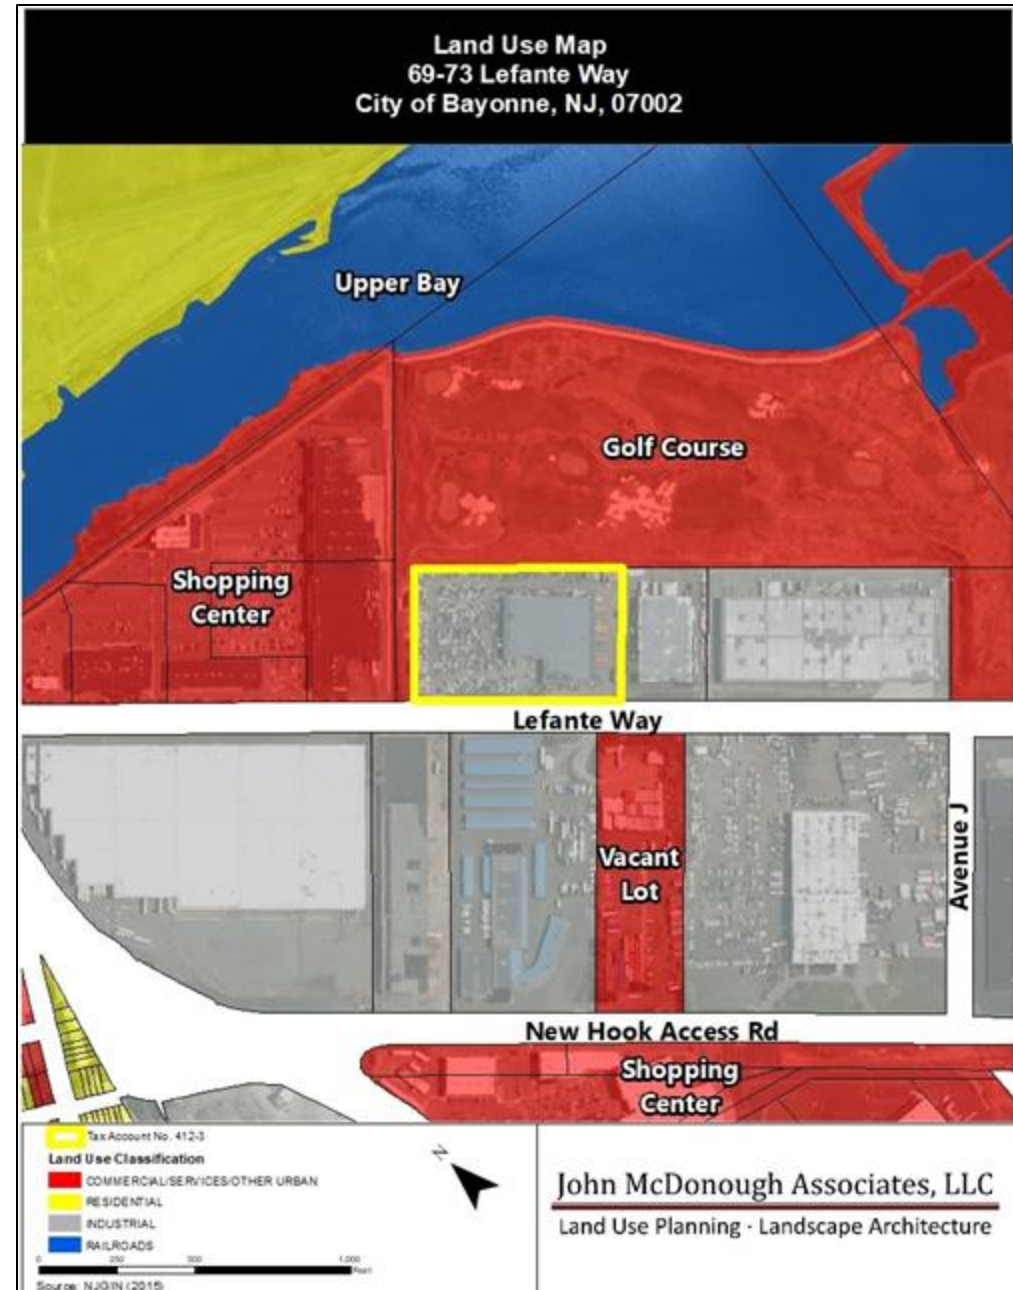 Land Use Map
69-73 Lefante Way
City of Bayonne, NJ, 07002
Upper Bay
Golf Course
Shopping
Center
Lefante Way
Vacant
Lot
Avenue J
New Hook Access Rd
Shopping
Center
Tax Account No. 412-3
Land Use Classification
COMMERCIAL/SERVICES/OTHER URBAN
RESIDENTIAL
INDUSTRIAL
RAILROADS
0 250 500 1,000
Feet
Source: NJGIN (2015)
N
John McDonough Associates, LLC
Land Use Planning · Landscape Architecture